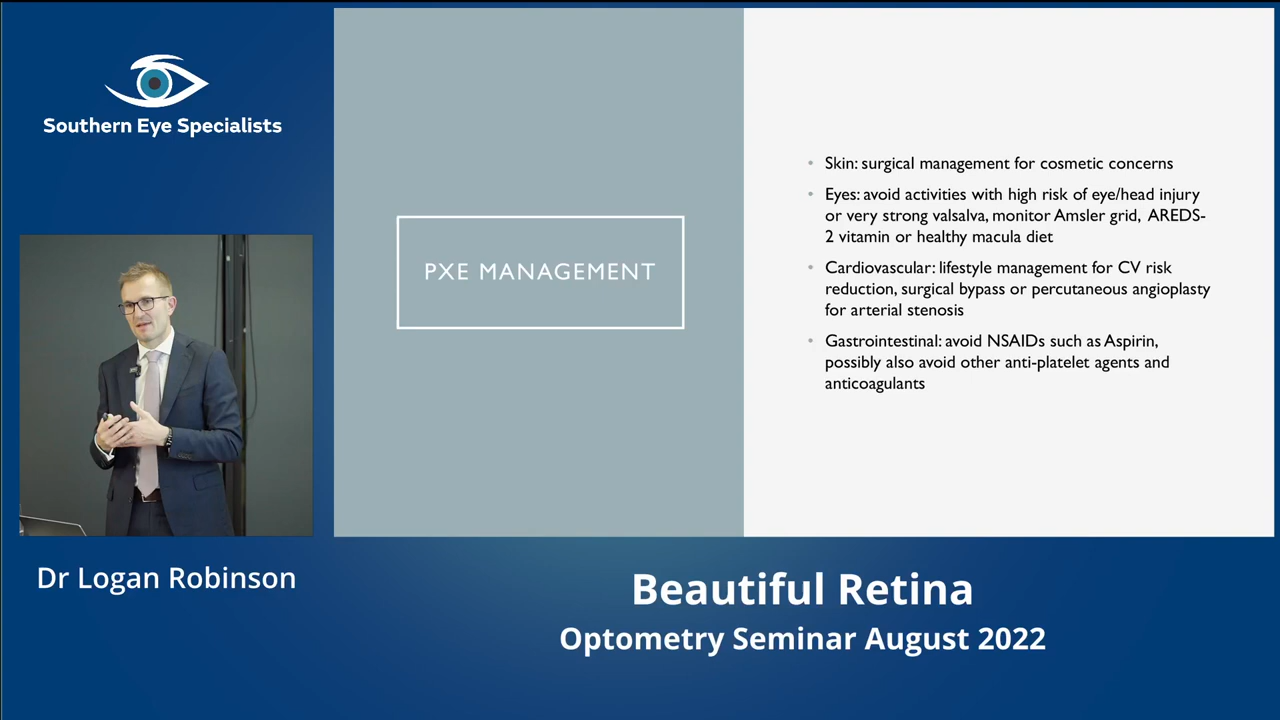 Southern Eye Specialists
PXE MANAGEMENT
• Skin: surgical management for cosmetic concerns
• Eyes: avoid activities with high risk of eye/head injury
or very strong valsalva, monitor Amsler grid, AREDS-
2 vitamin or healthy macula diet
• Cardiovascular: lifestyle management for CV risk
reduction, surgical bypass or percutaneous angioplasty
for arterial stenosis
• Gastrointestinal: avoid NSAIDs such as Aspirin,
possibly also avoid other anti-platelet agents and
anticoagulants
Dr Logan Robinson
Beautiful Retina
Optometry Seminar August 2022